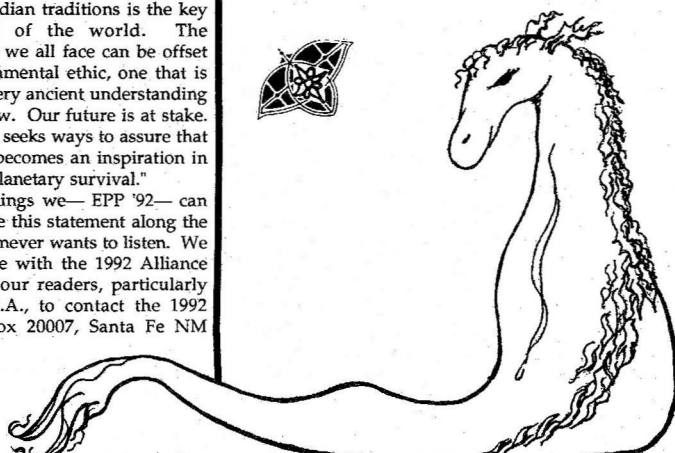 dian traditions is the key
of the world. The
we all face can be offset
amental ethic, one that is
ery ancient understanding
w. Our future is at stake.
seeks ways to assure that
becomes an inspiration in
lanetary survival."
ings we— EPP '92— can
e this statement along the
never wants to listen. We
e with the 1992 Alliance
our readers, particularly
.A., to contact the 1992
ox 20007, Santa Fe NM